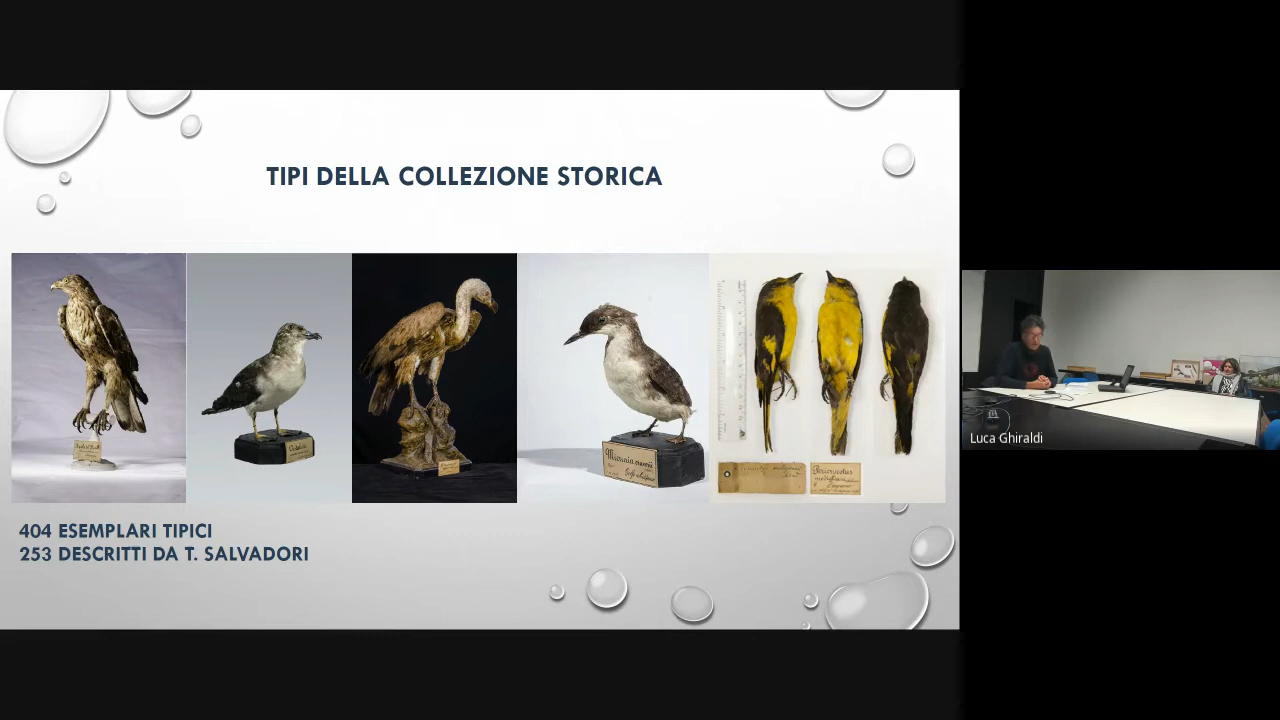 TIPI DELLA COLLEZIONE STORICA
404 ESEMPLARI TIPICI
253 DESCRITTI DA T. SALVADORI
Luca Ghiraldi